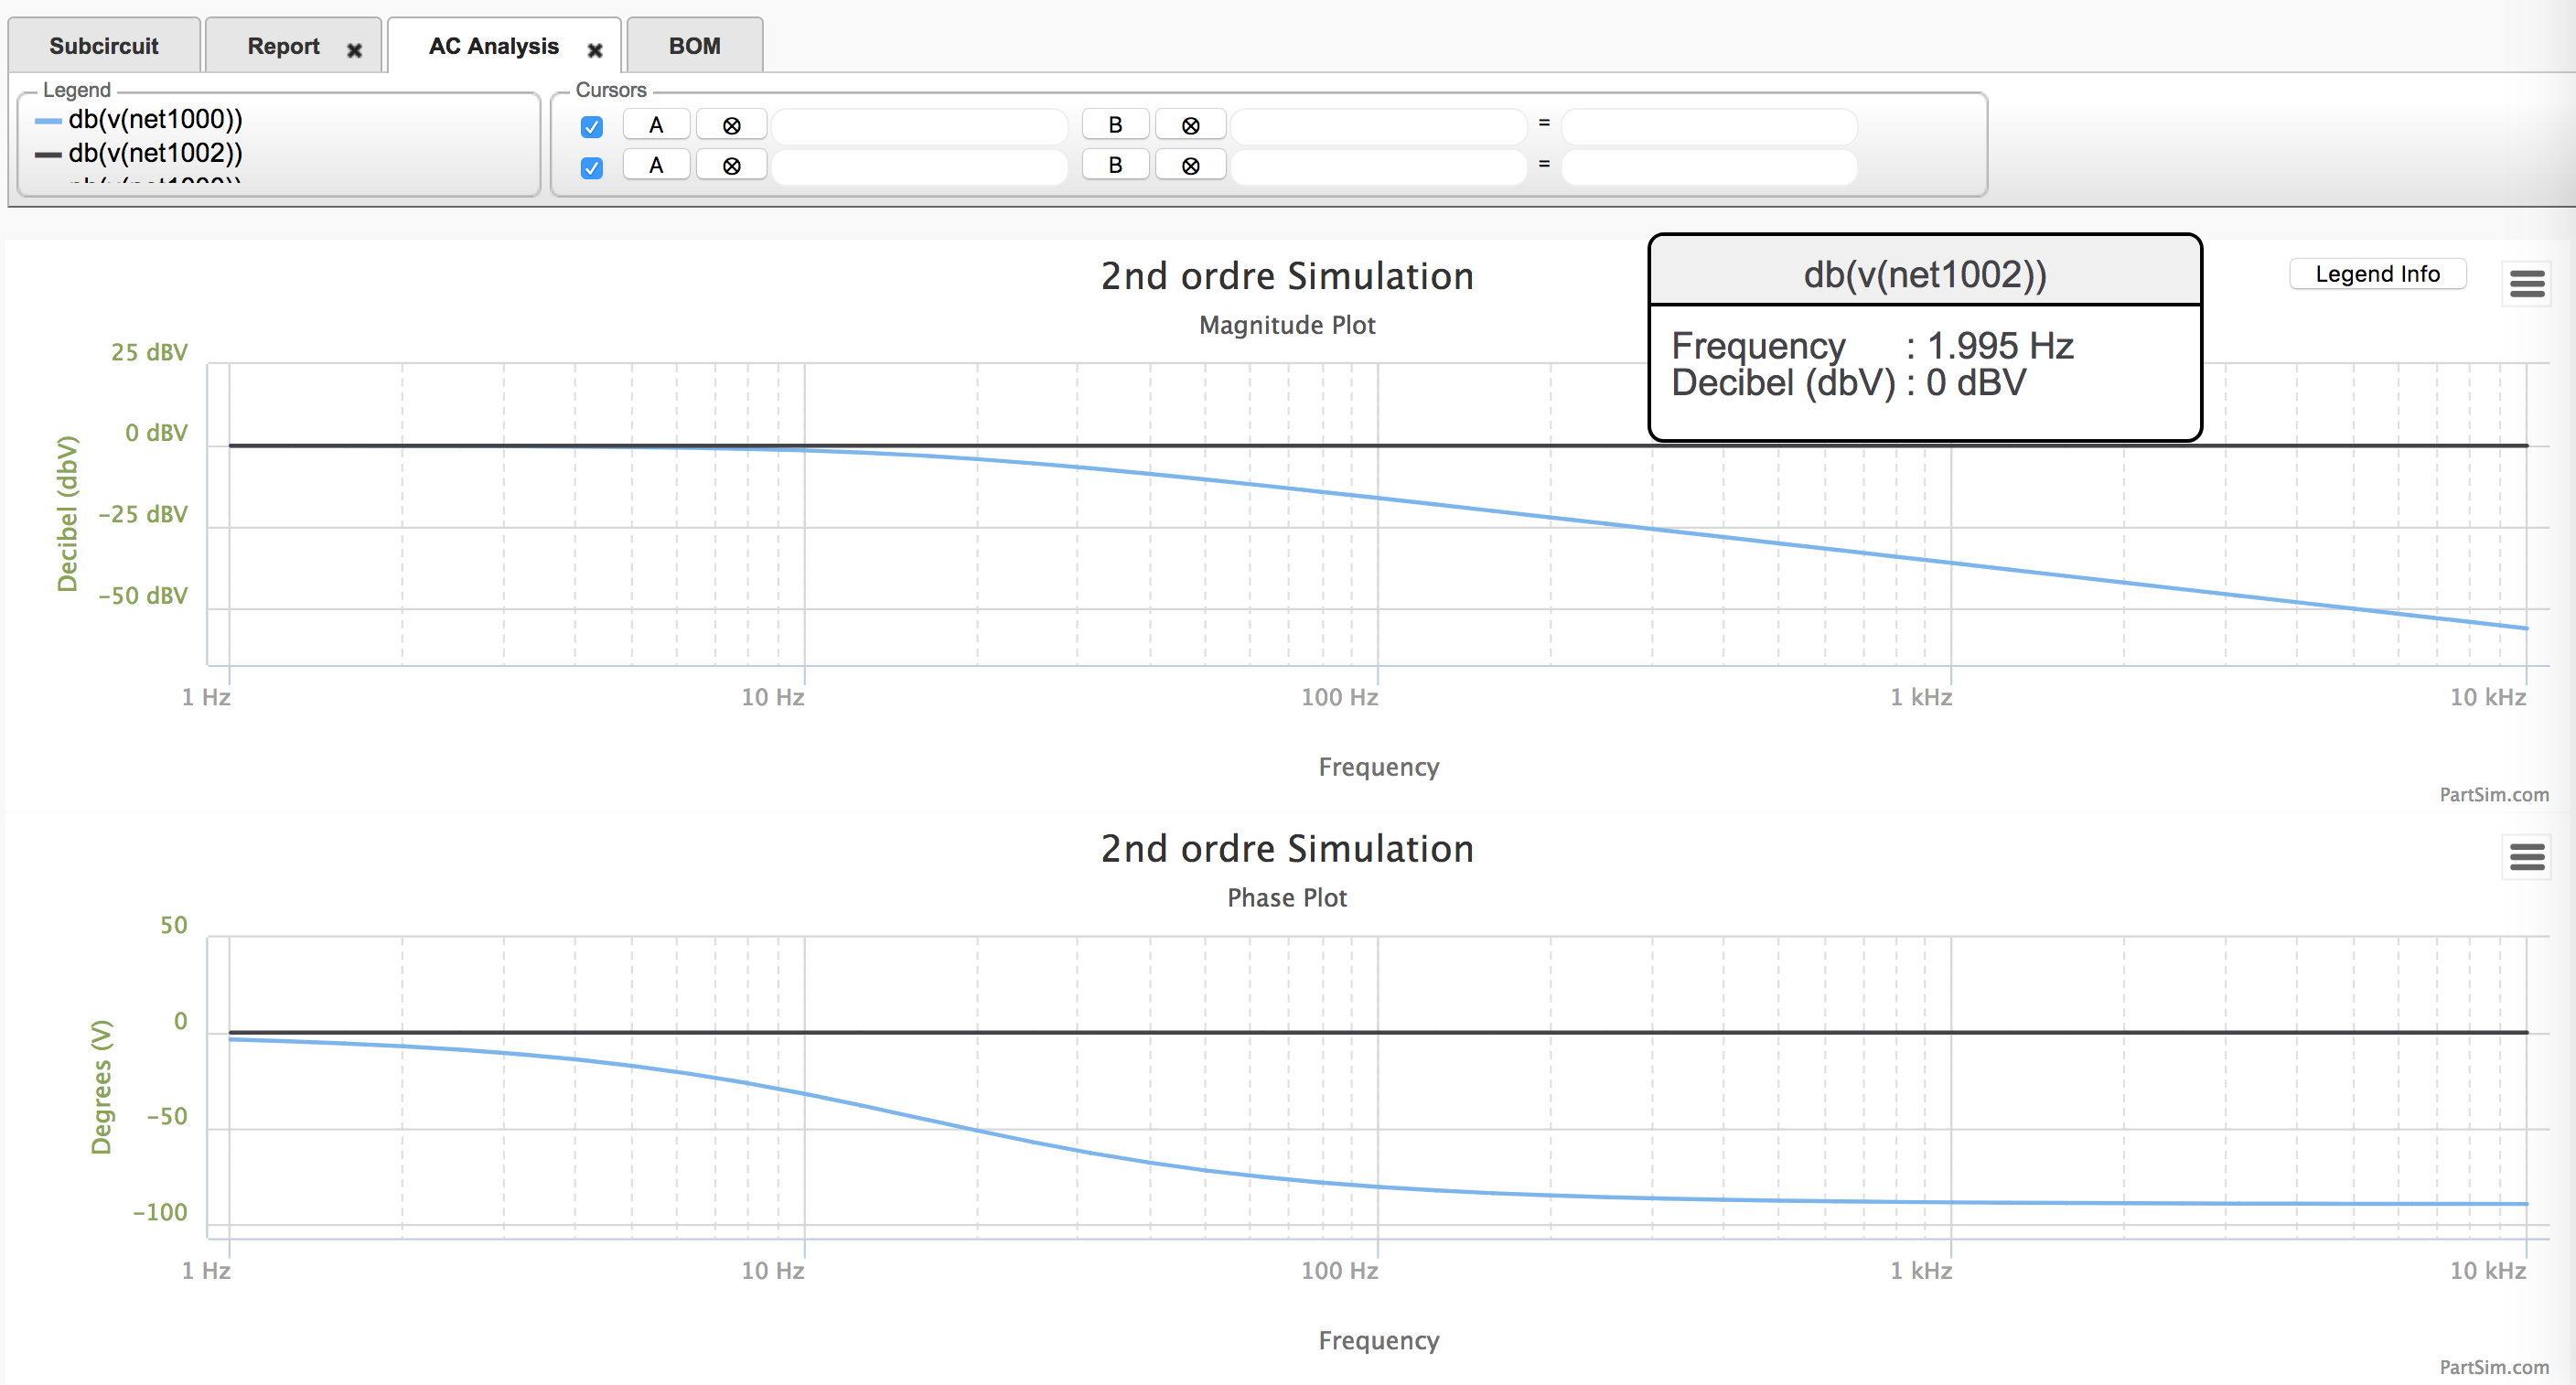 Subcircuit
Report ✖
AC Analysis ✖
BOM
Legend
db(v(net1000))
db(v(net1002))
Cursors
A ⊗ B ⊗ =
A ⊗ B ⊗ =
2nd ordre Simulation
Magnitude Plot
db(v(net1002))
Frequency : 1.995 Hz
Decibel (dbV) : 0 dBV
Legend Info
Decibel (dbV)
25 dBV
0 dBV
−25 dBV
−50 dBV
1 Hz
10 Hz
100 Hz
1 kHz
10 kHz
Frequency
PartSim.com
2nd ordre Simulation
Phase Plot
Degrees (V)
50
0
−50
−100
1 Hz
10 Hz
100 Hz
1 kHz
10 kHz
Frequency
PartSim.com